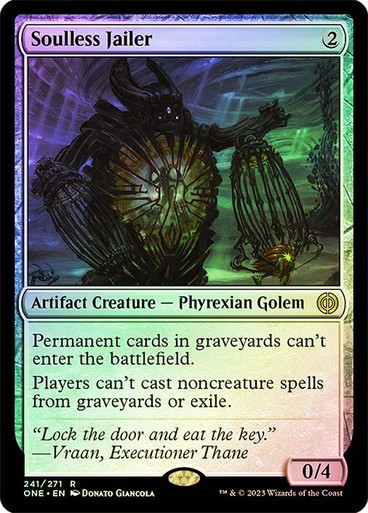 Soulless Jailer 2
Artifact Creature — Phyrexian Golem
Permanent cards in graveyards can't
enter the battlefield.
Players can't cast noncreature spells
from graveyards or exile.
“Lock the door and eat the key.”
—Vraan, Executioner Thane
0/4
241/271 R
ONE • EN Donato Giancola
™ & © 2023 Wizards of the Coast